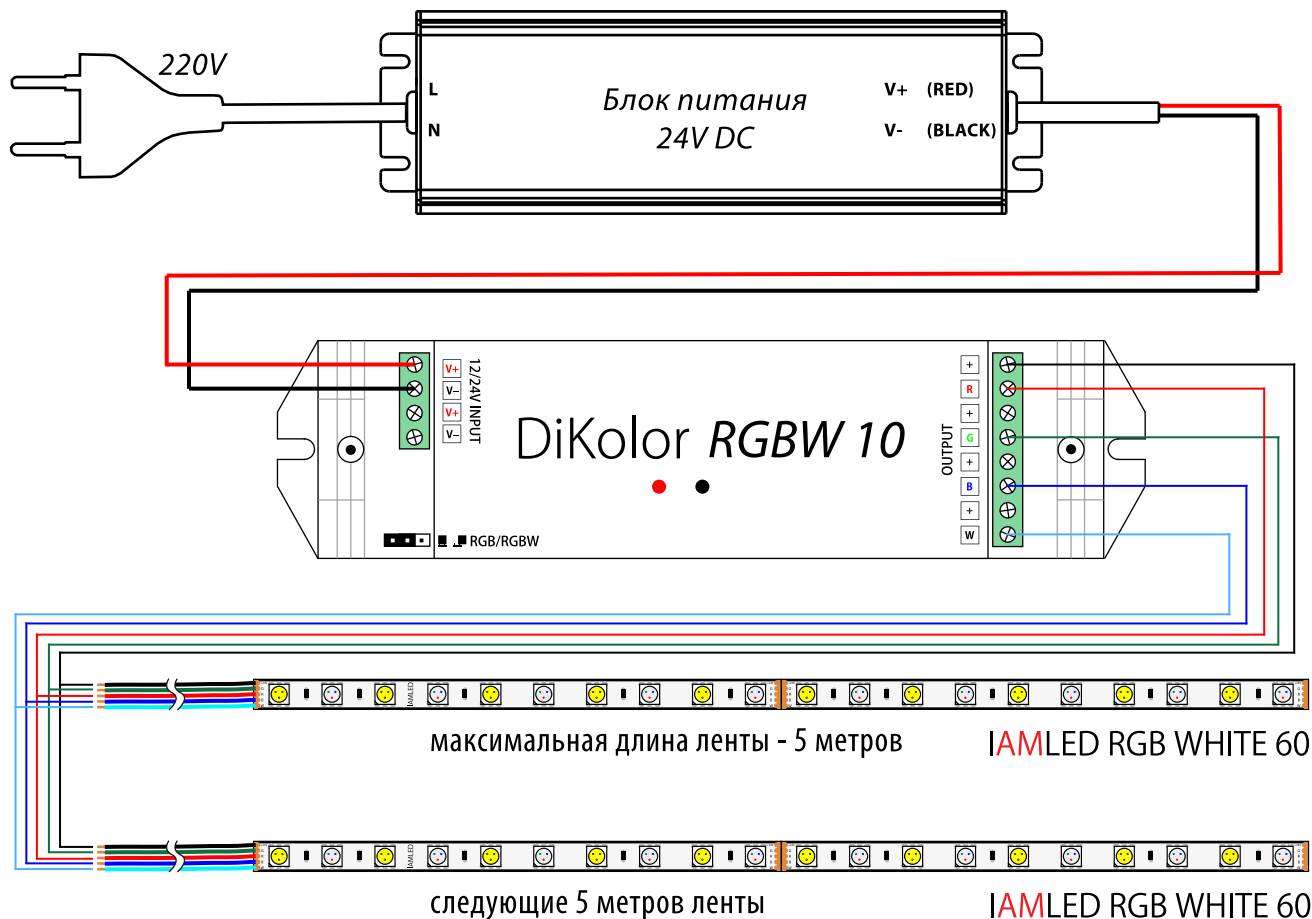 220V
L
N
Блок питания
24V DC
V+ (RED)
V- (BLACK)
V+
V–
V+
V–
12/24V INPUT
DiKolor RGBW 10
RGB/RGBW
OUTPUT
+
R
+
G
+
B
+
W
IAMLED
максимальная длина ленты - 5 метров
IAMLED RGB WHITE 60
IAMLED
следующие 5 метров ленты
IAMLED RGB WHITE 60